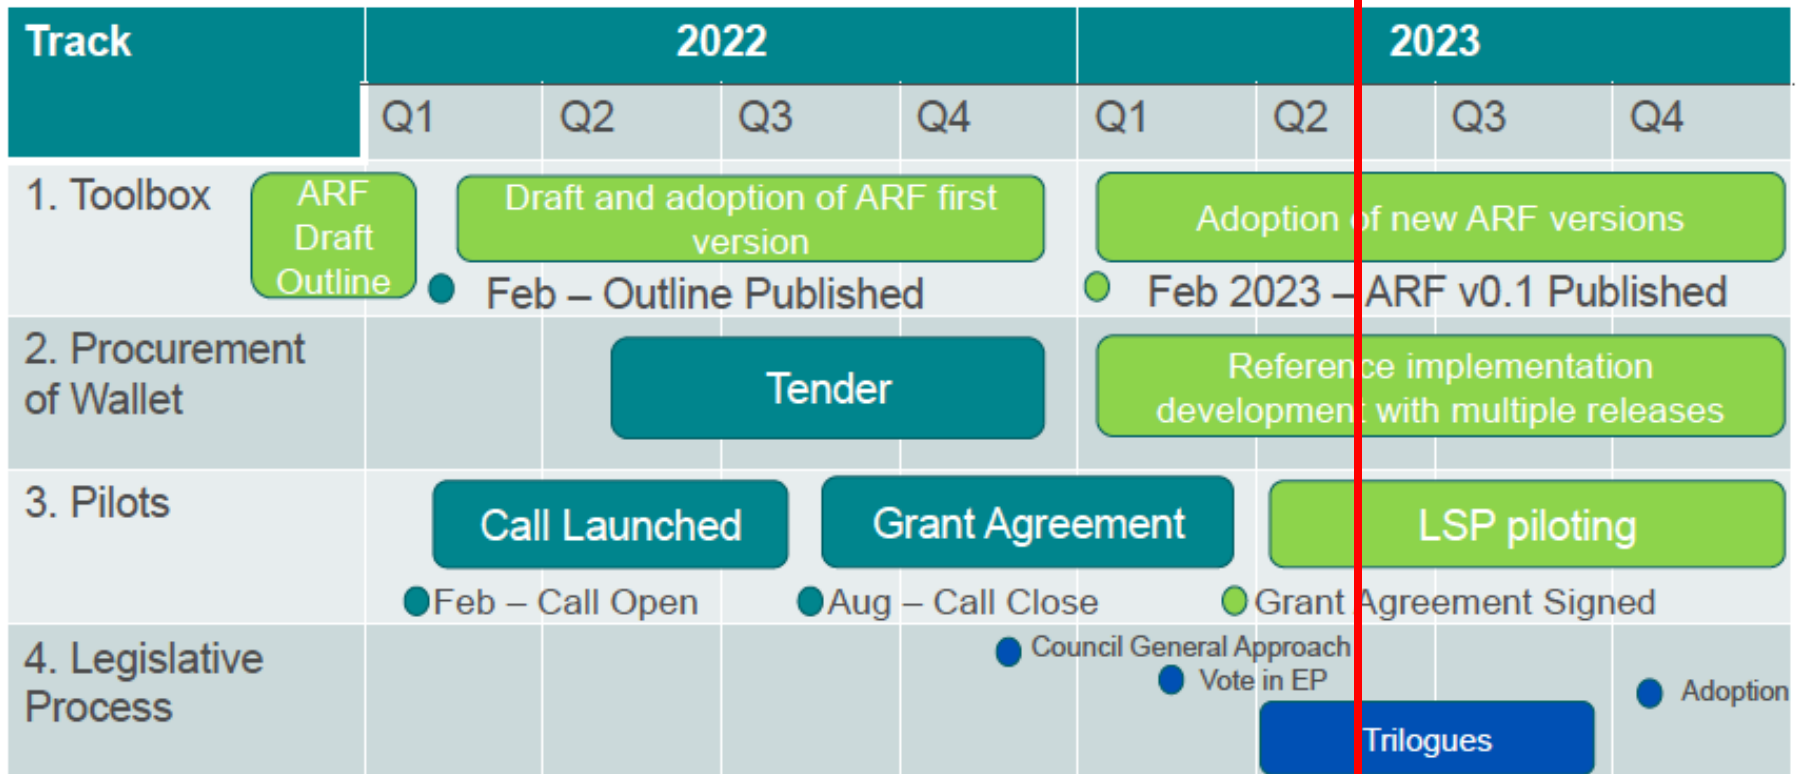 Track
2022
2023
Q1
Q2
Q3
Q4
Q1
Q2
Q3
Q4
1. Toolbox
ARF
Draft
Outline
Draft and adoption of ARF first
version
Adoption of new ARF versions
Feb – Outline Published
Feb 2023 – ARF v0.1 Published
2. Procurement
of Wallet
Tender
Reference implementation
development with multiple releases
3. Pilots
Call Launched
Grant Agreement
LSP piloting
Feb – Call Open
Aug – Call Close
Grant Agreement Signed
4. Legislative
Process
Council General Approach
Vote in EP
Adoption
Trilogues